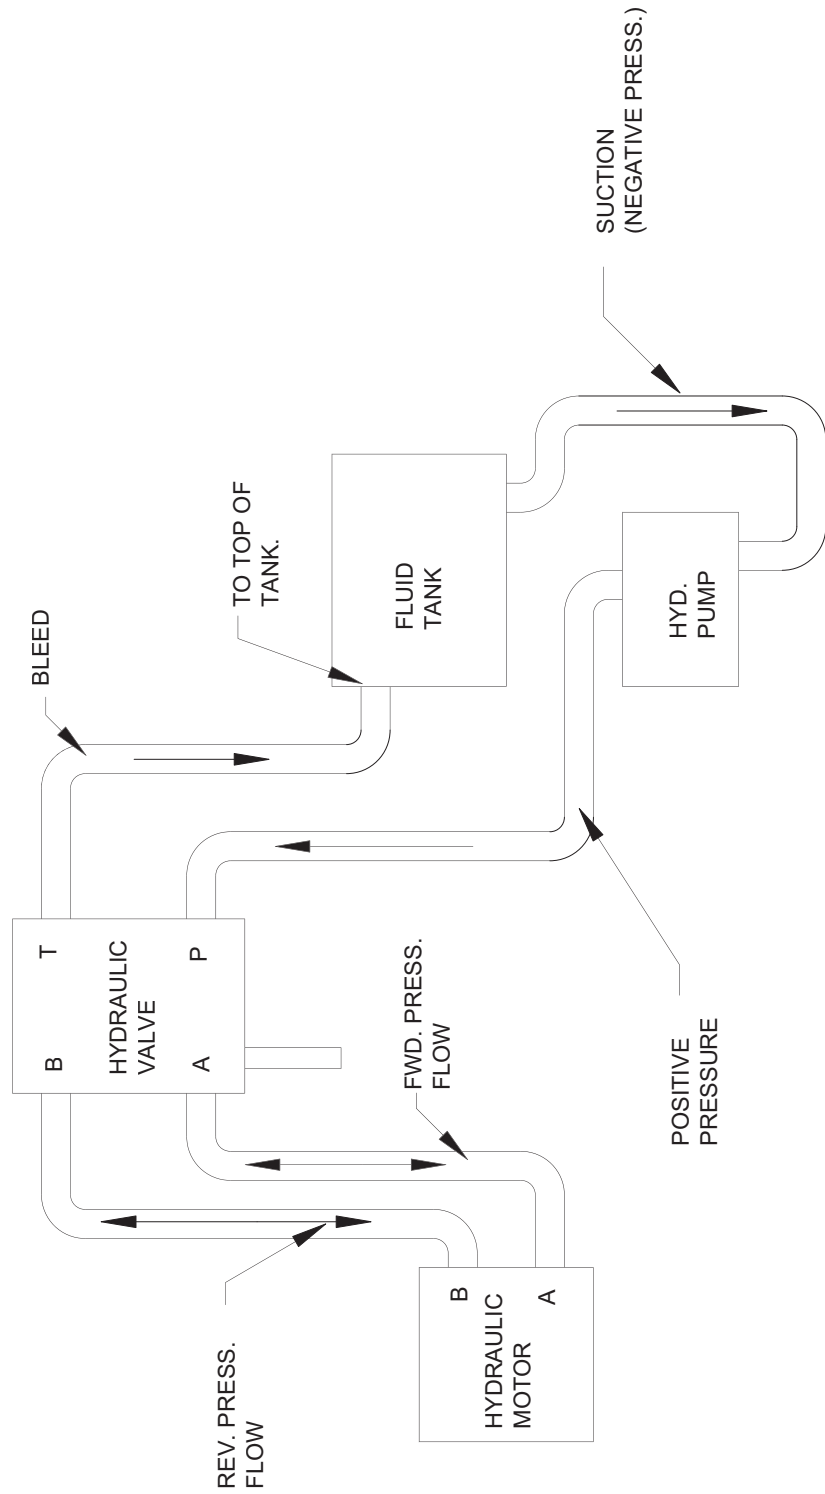 BLEED
TO TOP OF
TANK.
SUCTION
(NEGATIVE PRESS.)
B
T
HYDRAULIC
VALVE
A
P
FLUID
TANK
REV. PRESS.
FLOW
FWD. PRESS.
FLOW
B
HYDRAULIC
MOTOR
A
POSITIVE
PRESSURE
HYD.
PUMP